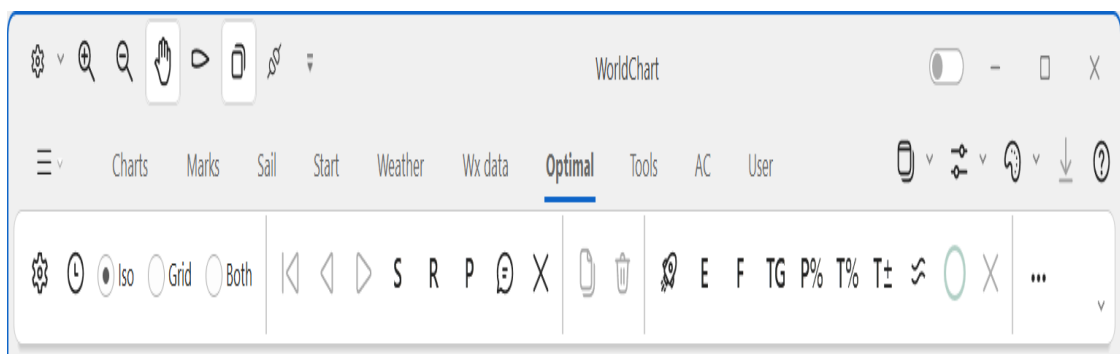 WorldChart
Charts Marks Sail Start Weather Wx data Optimal Tools AC User
Iso Grid Both S R P E F TG P% T% T±